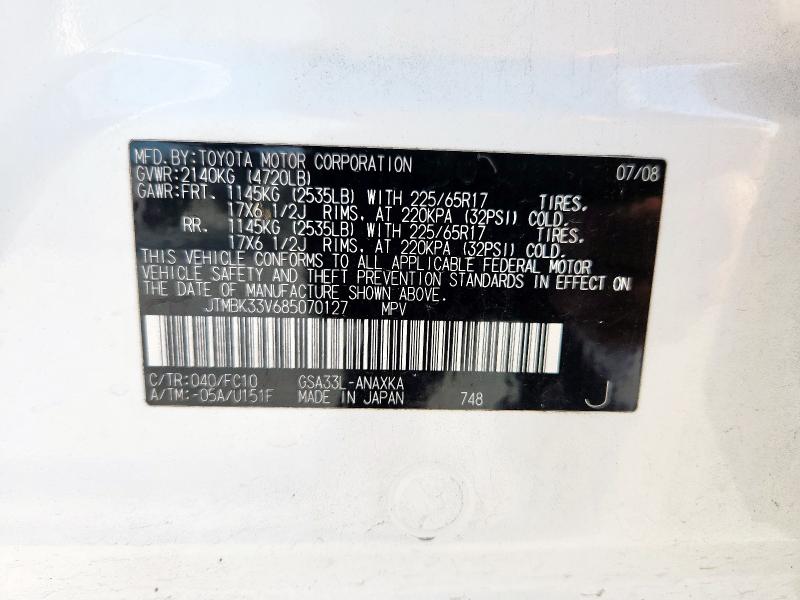 MFD. BY: TOYOTA MOTOR CORPORATION 07/08
GVWR: 2140KG (4720LB)
GAWR: FRT. 1145KG (2535LB) WITH 225/65R17 TIRES.
17X6 1/2J RIMS. AT 220KPA (32PSI) COLD.
RR. 1145KG (2535LB) WITH 225/65R17 TIRES.
17X6 1/2J RIMS. AT 220KPA (32PSI) COLD.
THIS VEHICLE CONFORMS TO ALL APPLICABLE FEDERAL MOTOR
VEHICLE SAFETY AND THEFT PREVENTION STANDARDS IN EFFECT ON
THE DATE OF MANUFACTURE SHOWN ABOVE.
JTMBK33V685070127 MPV
C/TR: 040/FC10 GSA33L-ANAXKA
A/TM: -05A/U151F MADE IN JAPAN 748 J